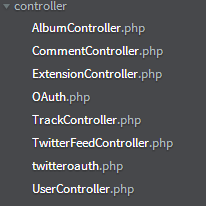 controller
AlbumController.php
CommentController.php
ExtensionController.php
OAuth.php
TrackController.php
TwitterFeedController.php
twitteroauth.php
UserController.php